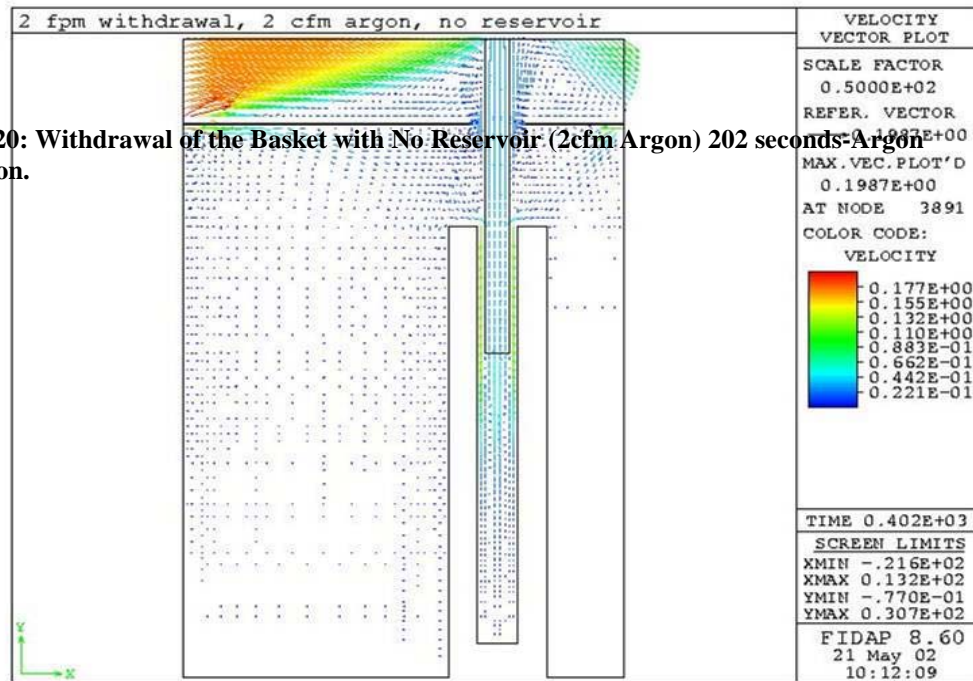 2 fpm withdrawal, 2 cfm argon, no reservoir
20: Withdrawal of the Basket with No Reservoir (2cfm Argon) 202 seconds-Argon
on.
VELOCITY
VECTOR PLOT
SCALE FACTOR
0.5000E+02
REFER. VECTOR
0.1987E+00
MAX.VEC.PLOT'D
0.1987E+00
AT NODE 3891
COLOR CODE:
VELOCITY
0.177E+00
0.155E+00
0.132E+00
0.110E+00
0.883E-01
0.662E-01
0.442E-01
0.221E-01
TIME 0.402E+03
SCREEN LIMITS
XMIN -.216E+02
XMAX 0.132E+02
YMIN -.770E-01
YMAX 0.307E+02
FIDAP 8.60
21 May 02
10:12:09
Y
X